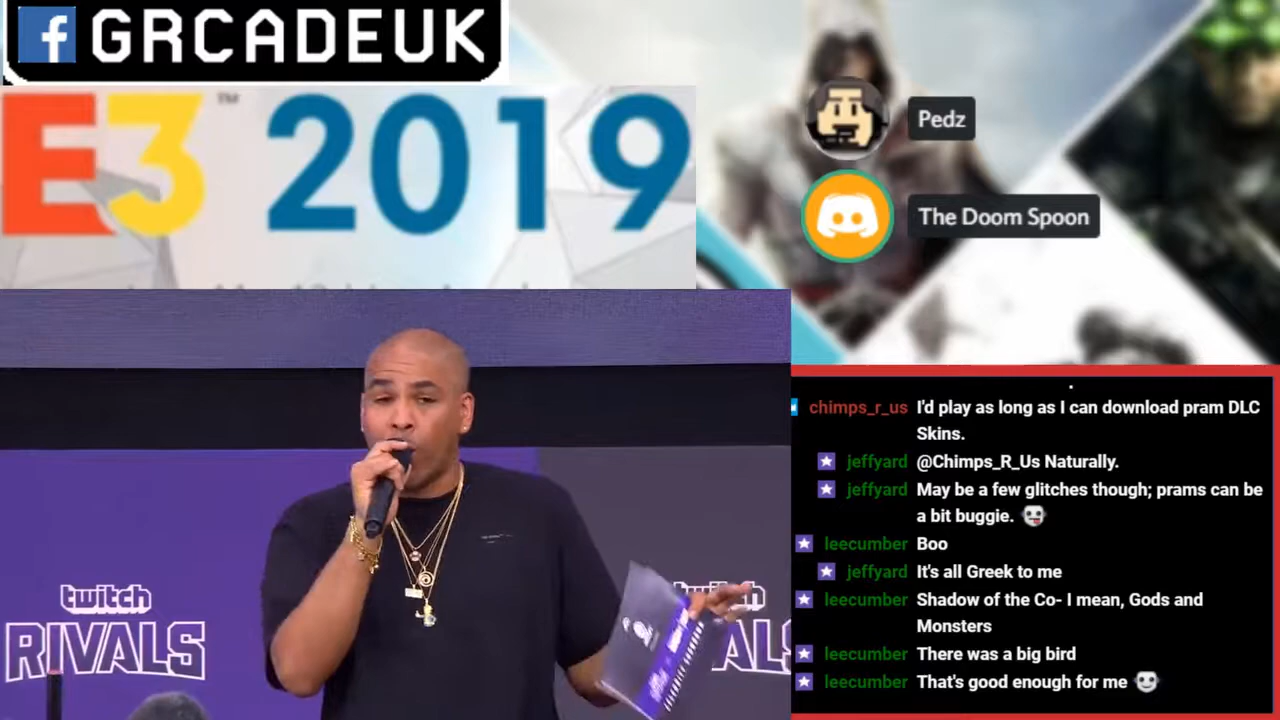 GRCADEUK
E3™ 2019
Pedz
The Doom Spoon
twitch
RIVALS
twitch
chimps_r_us I'd play as long as I can download pram DLC
Skins.
jeffyard @Chimps_R_Us Naturally.
jeffyard May be a few glitches though; prams can be
a bit buggie.
leecumber Boo
jeffyard It's all Greek to me
leecumber Shadow of the Co- I mean, Gods and
Monsters
leecumber There was a big bird
leecumber That's good enough for me